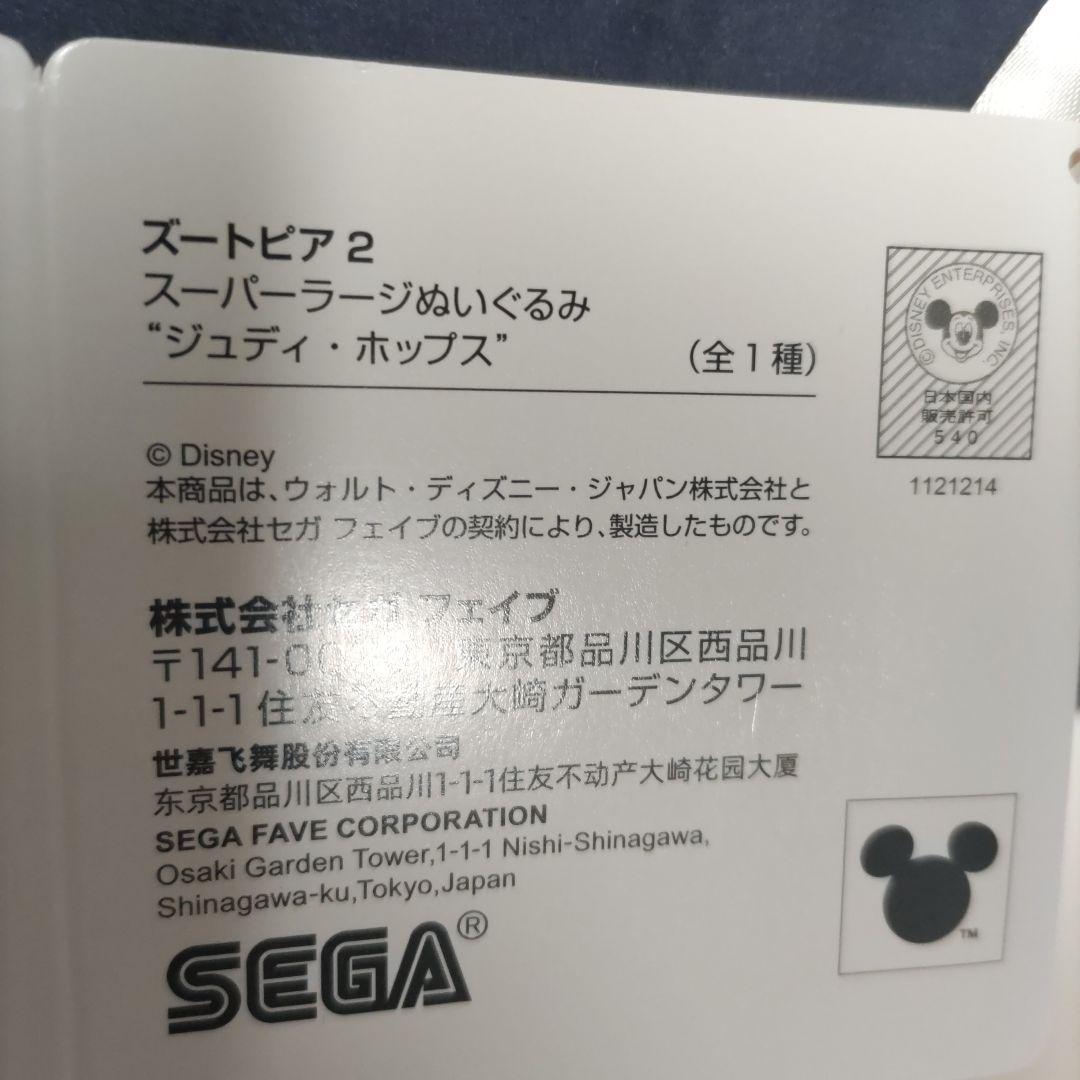 ズートピア2
スーパーラージぬいぐるみ
“ジュディ・ホップス” (全1種)
©DISNEY ENTERPRISES, INC.
日本国内
販売許可
540
1121214
© Disney
本商品は、ウォルト・ディズニー・ジャパン株式会社と
株式会社セガ フェイブの契約により、製造したものです。
株式会社セガ フェイブ
〒141-00 東京都品川区西品川
1-1-1 住友不動産大崎ガーデンタワー
世嘉飞舞股份有限公司
东京都品川区西品川1-1-1住友不动产大崎花园大厦
SEGA FAVE CORPORATION
Osaki Garden Tower,1-1-1 Nishi-Shinagawa,
Shinagawa-ku,Tokyo,Japan
SEGA®
TM